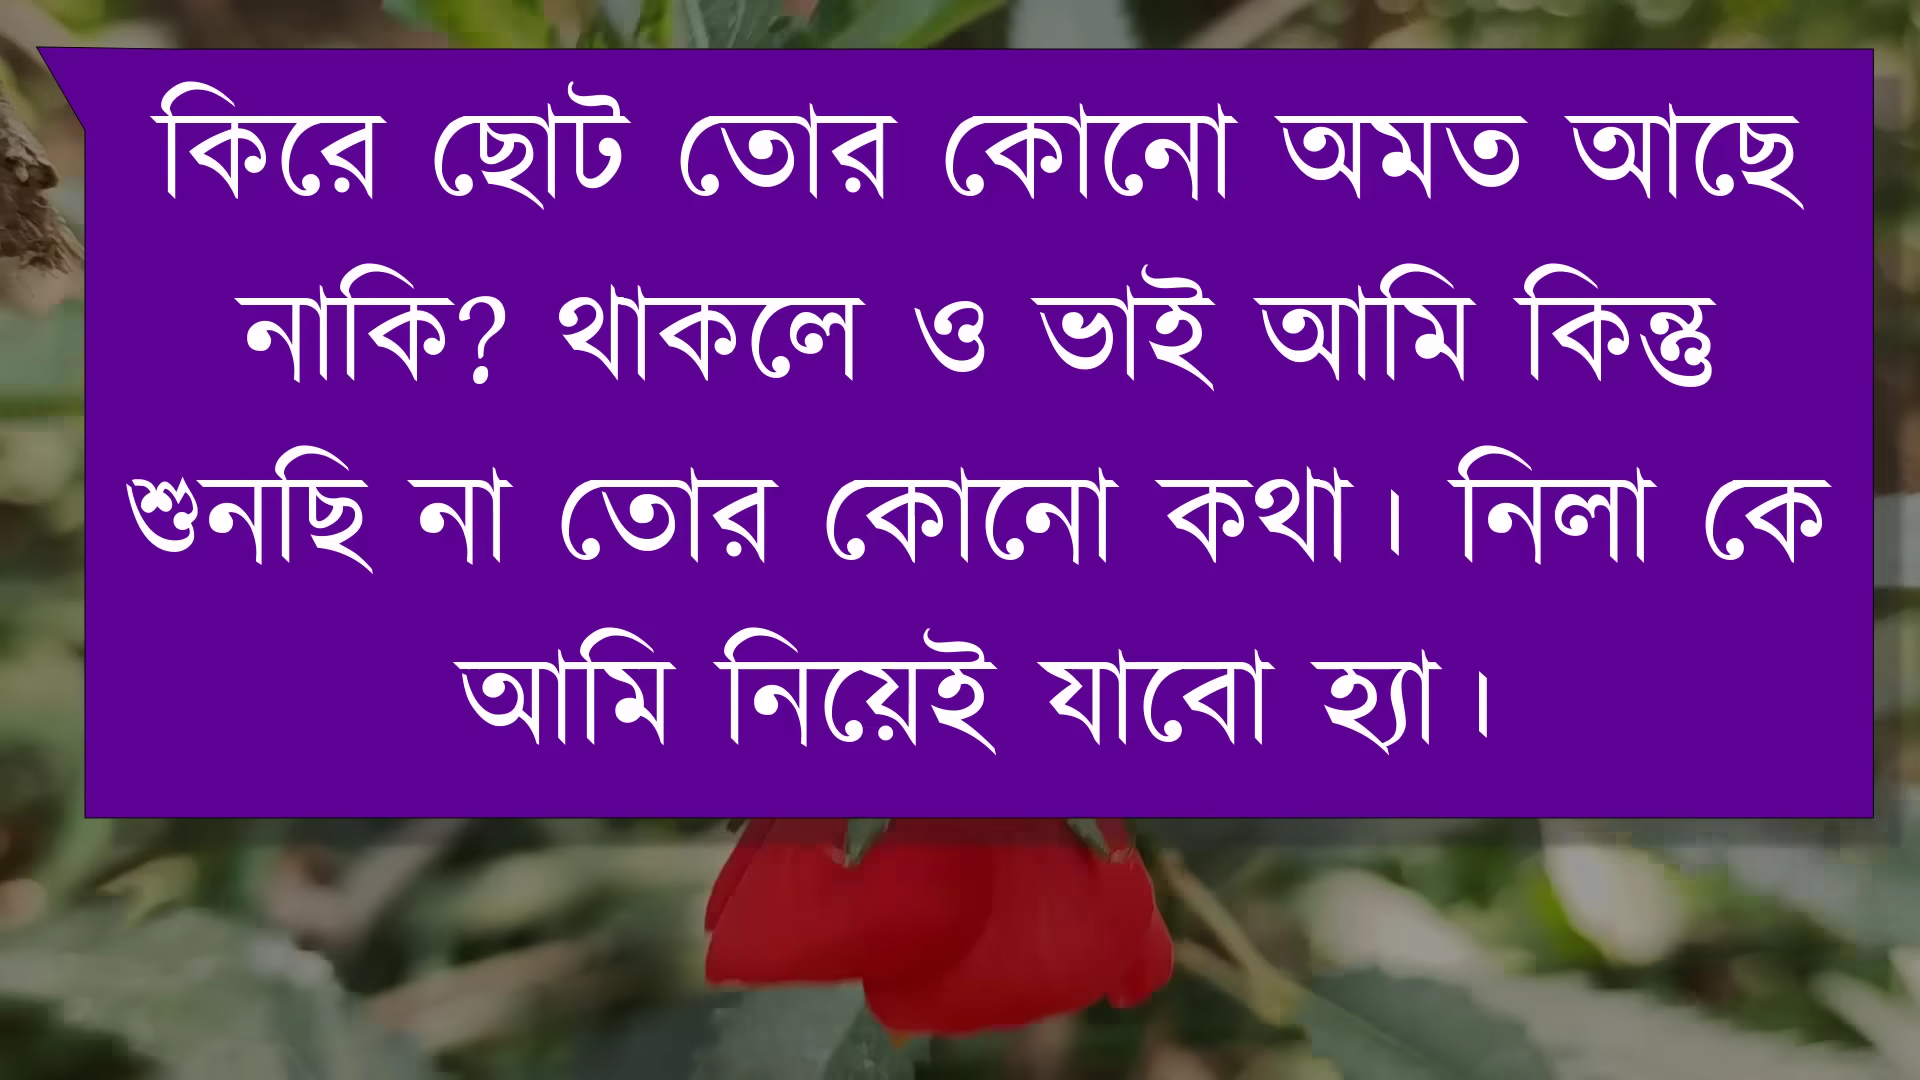 কিরে ছোট তোর কোনো অমত আছে
নাকি? থাকলে ও ভাই আমি কিন্তু
শুনছি না তোর কোনো কথা। নিলা কে
আমি নিয়েই যাবো হ্যা।